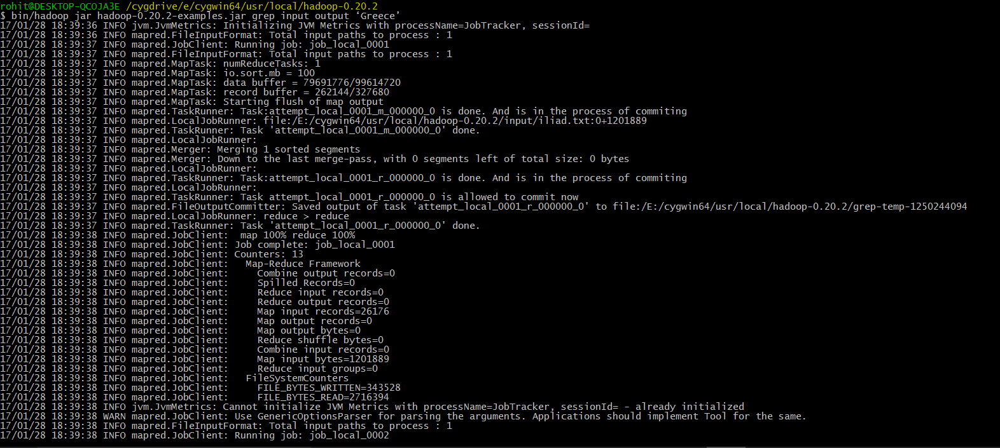 rohit@DESKTOP-QCOJA3E /cygdrive/e/cygwin64/usr/local/hadoop-0.20.2
$ bin/hadoop jar hadoop-0.20.2-examples.jar grep input output ‘Greece’
17/01/28 18:39:36 INFO jvm.JvmMetrics: Initializing JVM Metrics with processName=JobTracker, sessionId=
17/01/28 18:39:36 INFO mapred.FileInputFormat: Total input paths to process : 1
17/01/28 18:39:37 INFO mapred.JobClient: Running job: job_local_0001
17/01/28 18:39:37 INFO mapred.FileInputFormat: Total input paths to process : 1
17/01/28 18:39:37 INFO mapred.MapTask: numReduceTasks: 1
17/01/28 18:39:37 INFO mapred.MapTask: io.sort.mb = 100
17/01/28 18:39:37 INFO mapred.MapTask: data buffer = 79691776/99614720
17/01/28 18:39:37 INFO mapred.MapTask: record buffer = 262144/327680
17/01/28 18:39:37 INFO mapred.MapTask: Starting flush of map output
17/01/28 18:39:37 INFO mapred.TaskRunner: Task:attempt_local_0001_m_000000_0 is done. And is in the process of commiting
17/01/28 18:39:37 INFO mapred.LocalJobRunner: file:/E:/cygwin64/usr/local/hadoop-0.20.2/input/iliad.txt:0+1201889
17/01/28 18:39:37 INFO mapred.TaskRunner: Task 'attempt_local_0001_m_000000_0' done.
17/01/28 18:39:37 INFO mapred.LocalJobRunner:
17/01/28 18:39:37 INFO mapred.Merger: Merging 1 sorted segments
17/01/28 18:39:37 INFO mapred.Merger: Down to the last merge-pass, with 0 segments left of total size: 0 bytes
17/01/28 18:39:37 INFO mapred.LocalJobRunner:
17/01/28 18:39:37 INFO mapred.TaskRunner: Task:attempt_local_0001_r_000000_0 is done. And is in the process of commiting
17/01/28 18:39:37 INFO mapred.LocalJobRunner:
17/01/28 18:39:37 INFO mapred.TaskRunner: Task attempt_local_0001_r_000000_0 is allowed to commit now
17/01/28 18:39:37 INFO mapred.FileOutputCommitter: Saved output of task 'attempt_local_0001_r_000000_0' to file:/E:/cygwin64/usr/local/hadoop-0.20.2/grep-temp-1250244094
17/01/28 18:39:37 INFO mapred.LocalJobRunner: reduce > reduce
17/01/28 18:39:37 INFO mapred.TaskRunner: Task 'attempt_local_0001_r_000000_0' done.
17/01/28 18:39:38 INFO mapred.JobClient:  map 100% reduce 100%
17/01/28 18:39:38 INFO mapred.JobClient: Job complete: job_local_0001
17/01/28 18:39:38 INFO mapred.JobClient: Counters: 13
17/01/28 18:39:38 INFO mapred.JobClient:   Map-Reduce Framework
17/01/28 18:39:38 INFO mapred.JobClient:     Combine output records=0
17/01/28 18:39:38 INFO mapred.JobClient:     Spilled Records=0
17/01/28 18:39:38 INFO mapred.JobClient:     Reduce input records=0
17/01/28 18:39:38 INFO mapred.JobClient:     Reduce output records=0
17/01/28 18:39:38 INFO mapred.JobClient:     Map input records=26176
17/01/28 18:39:38 INFO mapred.JobClient:     Map output records=0
17/01/28 18:39:38 INFO mapred.JobClient:     Map output bytes=0
17/01/28 18:39:38 INFO mapred.JobClient:     Reduce shuffle bytes=0
17/01/28 18:39:38 INFO mapred.JobClient:     Combine input records=0
17/01/28 18:39:38 INFO mapred.JobClient:     Map input bytes=1201889
17/01/28 18:39:38 INFO mapred.JobClient:     Reduce input groups=0
17/01/28 18:39:38 INFO mapred.JobClient:   FileSystemCounters
17/01/28 18:39:38 INFO mapred.JobClient:     FILE_BYTES_WRITTEN=343528
17/01/28 18:39:38 INFO mapred.JobClient:     FILE_BYTES_READ=2716394
17/01/28 18:39:38 INFO jvm.JvmMetrics: Cannot initialize JVM Metrics with processName=JobTracker, sessionId= - already initialized
17/01/28 18:39:38 WARN mapred.JobClient: Use GenericOptionsParser for parsing the arguments. Applications should implement Tool for the same.
17/01/28 18:39:38 INFO mapred.FileInputFormat: Total input paths to process : 1
17/01/28 18:39:38 INFO mapred.JobClient: Running job: job_local_0002